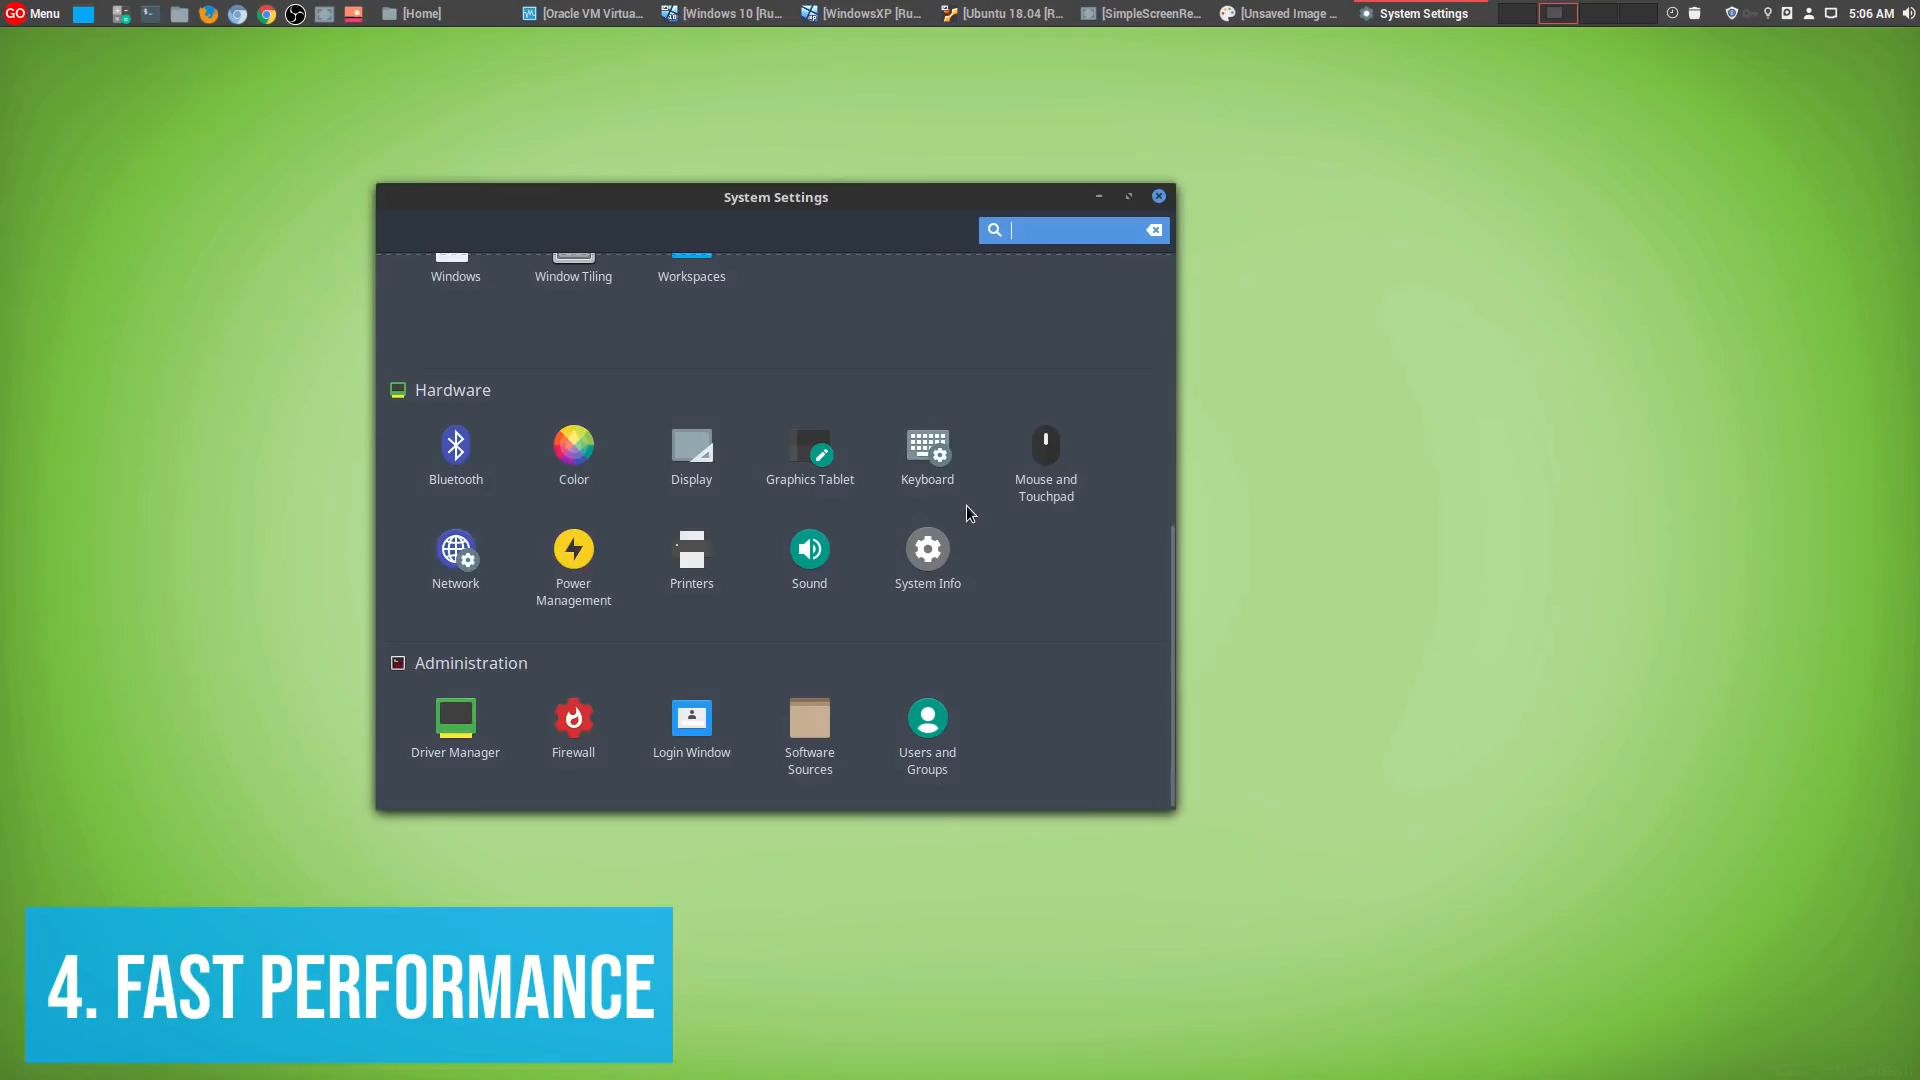 GO Menu [Home] [Oracle VM Virtua... [Windows 10 [Ru... [WindowsXP [Ru... [Ubuntu 18.04 [R... [SimpleScreenRe... [Unsaved Image ... System Settings 5:06 AM
System Settings
Windows Window Tiling Workspaces
Hardware
Bluetooth Color Display Graphics Tablet Keyboard Mouse and
Touchpad
Network Power Printers Sound System Info
Management
Administration
Driver Manager Firewall Login Window Software Users and
Sources Groups
4. FAST PERFORMANCE